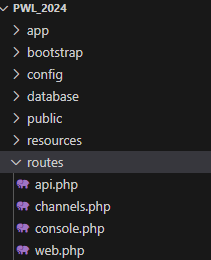 PWL_2024
app
bootstrap
config
database
public
resources
routes
api.php
channels.php
console.php
web.php